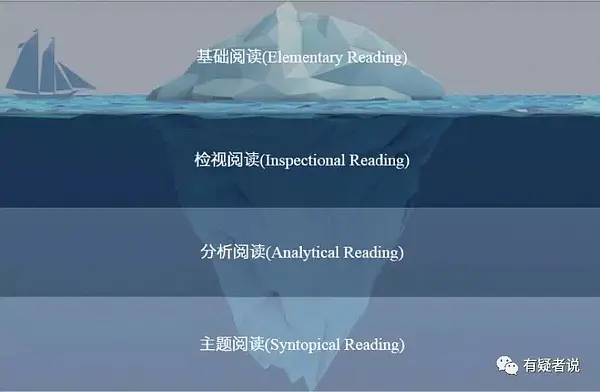 基础阅读(Elementary Reading)
检视阅读(Inspectional Reading)
分析阅读(Analytical Reading)
主题阅读(Syntopical Reading)
有疑者说